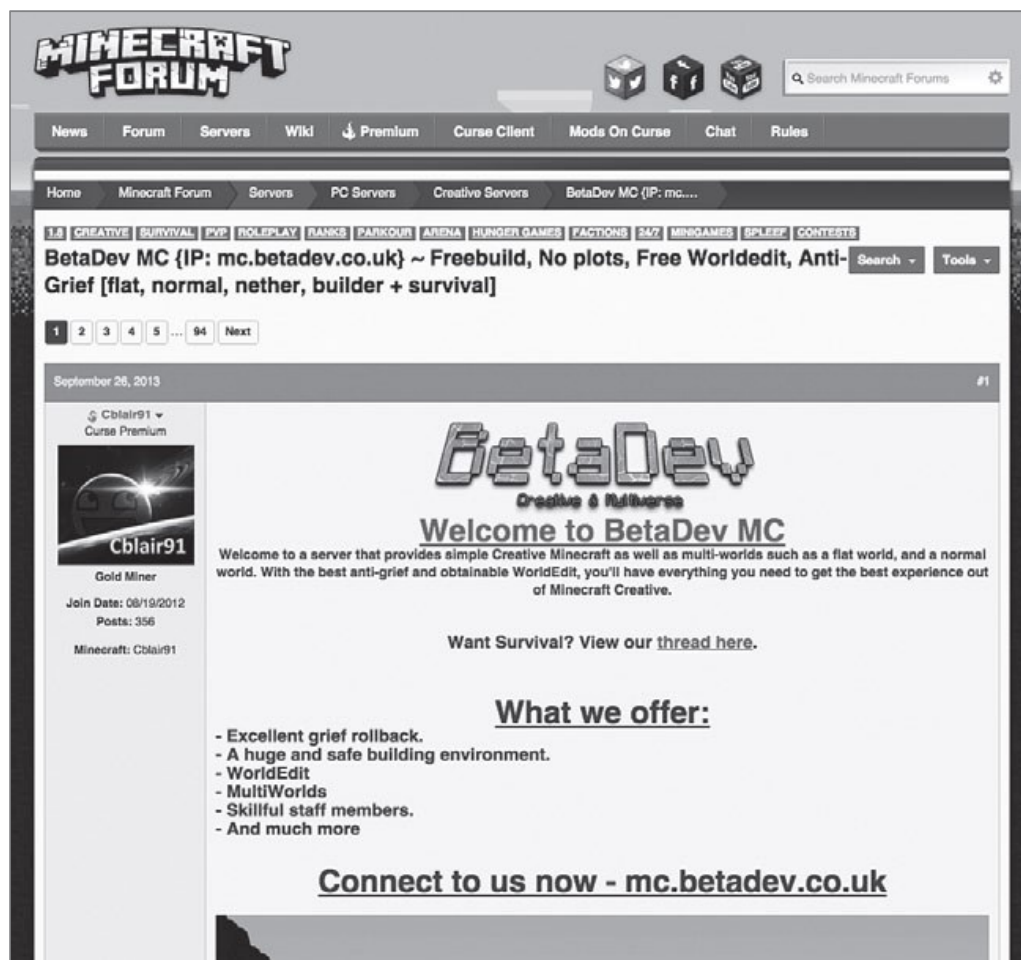 MINECRAFT
FORUM
Search Minecraft Forums
News Forum Servers Wiki Premium Curse Client Mods On Curse Chat Rules
Home Minecraft Forum Servers PC Servers Creative Servers BetaDev MC {IP: mc....
1.8 CREATIVE SURVIVAL PVP ROLEPLAY RANKS PARKOUR ARENA HUNGER GAMES FACTIONS 24/7 MINIGAMES SPLEEF CONTESTS
BetaDev MC {IP: mc.betadev.co.uk} ~ Freebuild, No plots, Free Worldedit, Anti-
Grief [flat, normal, nether, builder + survival]
Search Tools
1 2 3 4 5 ... 94 Next
September 26, 2013 #1
Cblair91
Curse Premium
Cblair91
Gold Miner
Join Date: 08/19/2012
Posts: 356
Minecraft: Cblair91
BetaDev
Creative & Multiverse
Welcome to BetaDev MC
Welcome to a server that provides simple Creative Minecraft as well as multi-worlds such as a flat world, and a normal
world. With the best anti-grief and obtainable WorldEdit, you'll have everything you need to get the best experience out
of Minecraft Creative.
Want Survival? View our thread here.
What we offer:
- Excellent grief rollback.
- A huge and safe building environment.
- WorldEdit
- MultiWorlds
- Skillful staff members.
- And much more
Connect to us now - mc.betadev.co.uk